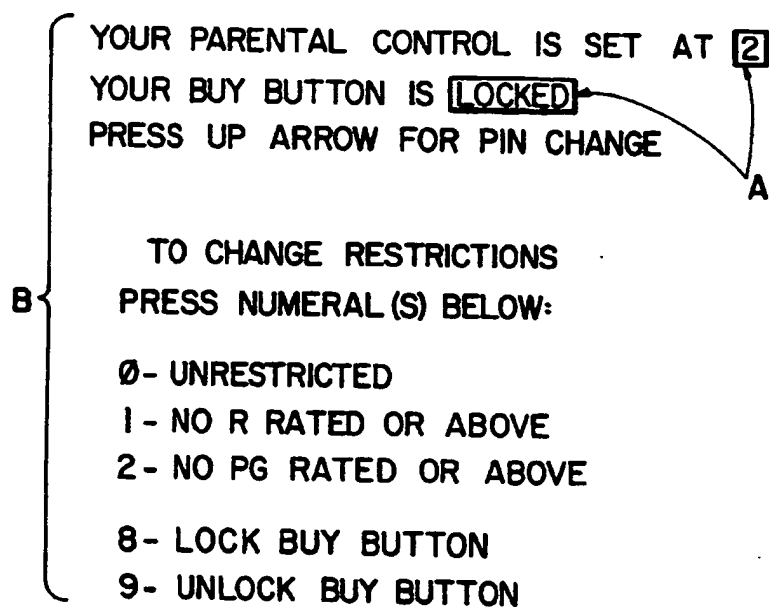 YOUR PARENTAL CONTROL IS SET AT 2
YOUR BUY BUTTON IS LOCKED
PRESS UP ARROW FOR PIN CHANGE
A
TO CHANGE RESTRICTIONS
B
PRESS NUMERAL(S) BELOW:
0- UNRESTRICTED
1- NO R RATED OR ABOVE
2- NO PG RATED OR ABOVE
8- LOCK BUY BUTTON
9- UNLOCK BUY BUTTON